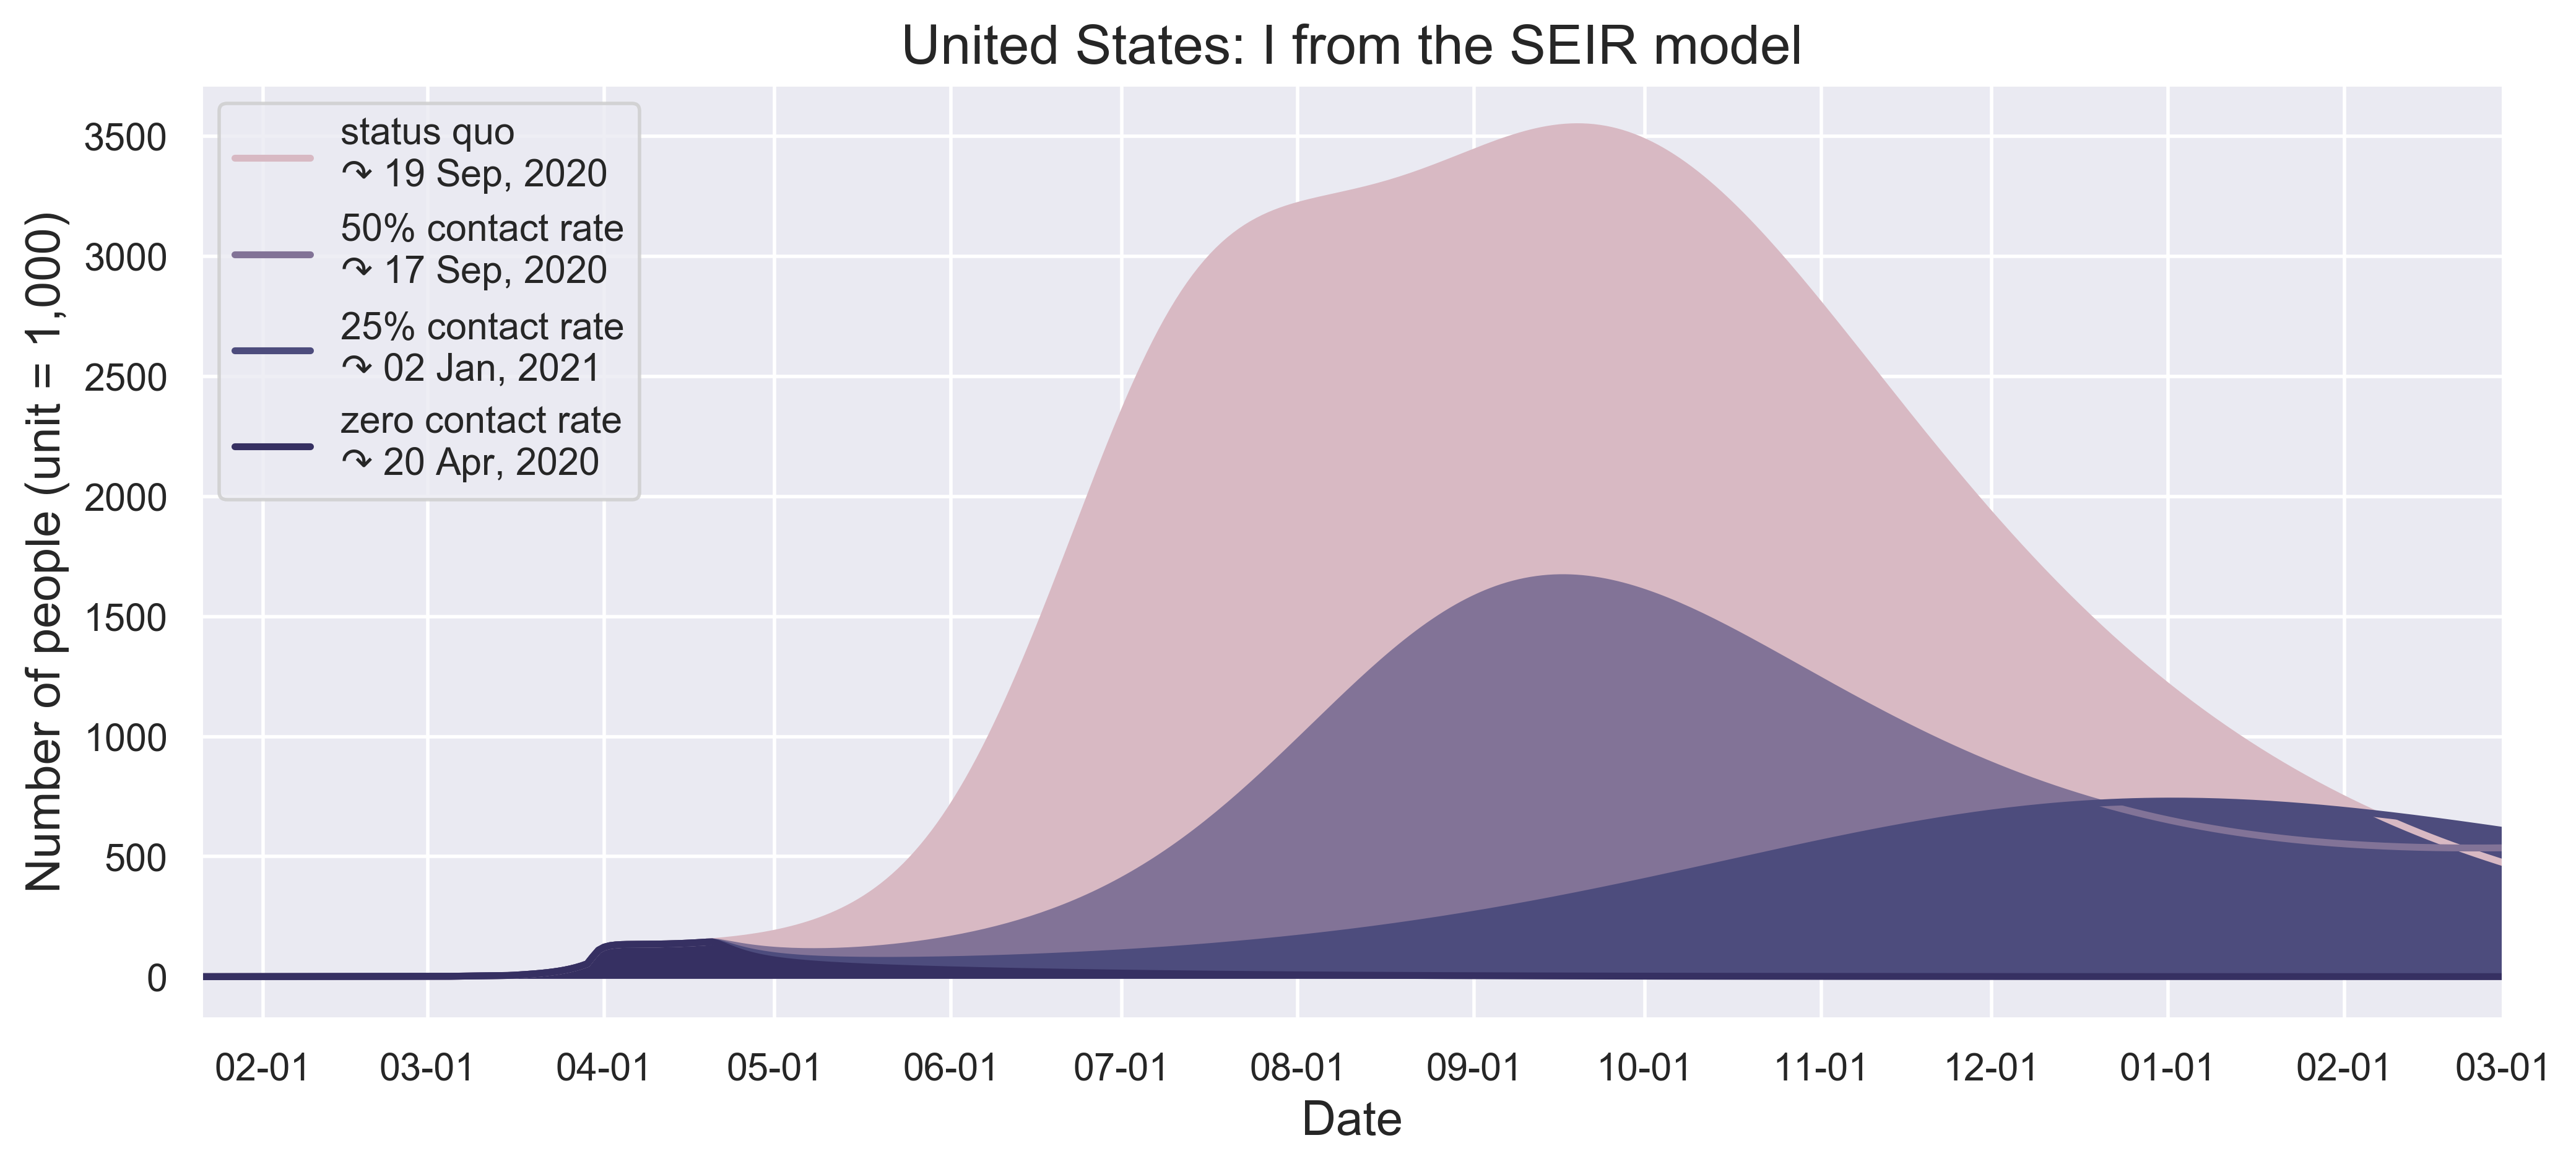 United States: I from the SEIR model
Number of people (unit = 1,000)
3500
3000
2500
2000
1500
1000
500
0
status quo
↷ 19 Sep, 2020
50% contact rate
↷ 17 Sep, 2020
25% contact rate
↷ 02 Jan, 2021
zero contact rate
↷ 20 Apr, 2020
02-01 03-01 04-01 05-01 06-01 07-01 08-01 09-01 10-01 11-01 12-01 01-01 02-01 03-01
Date